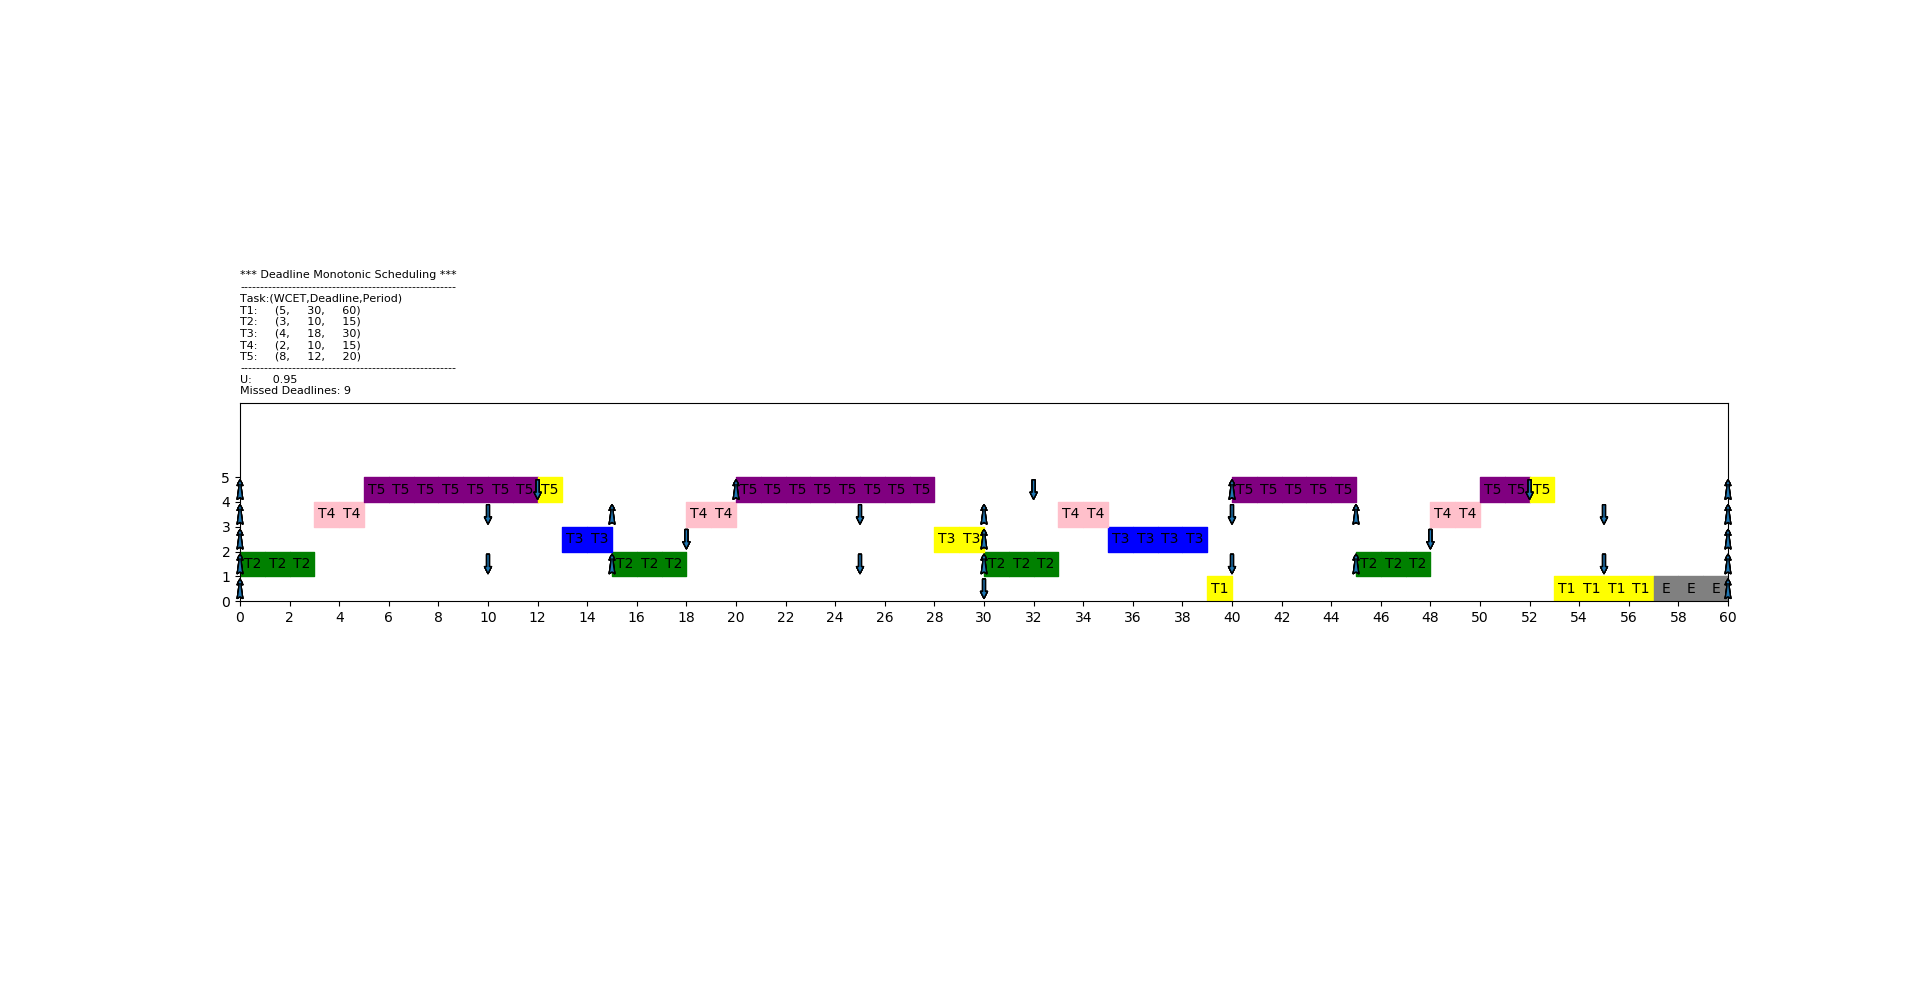 *** Deadline Monotonic Scheduling ***
------------------------------------------------------
Task:(WCET,Deadline,Period)
T1: (5, 30, 60)
T2: (3, 10, 15)
T3: (4, 18, 30)
T4: (2, 10, 15)
T5: (8, 12, 20)
------------------------------------------------------
U: 0.95
Missed Deadlines: 9
5 T5 T5 T5 T5 T5 T5 T5 T5 T5 T5 T5 T5 T5 T5 T5 T5 T5 T5 T5 T5 T5 T5 T5 T5
4 T4 T4 T4 T4 T4 T4 T4 T4
3 T3 T3 T3 T3 T3 T3 T3 T3
2 T2 T2 T2 T2 T2 T2 T2 T2 T2 T2 T2 T2
1 T1 T1 T1 T1 T1 E E E
0
0 2 4 6 8 10 12 14 16 18 20 22 24 26 28 30 32 34 36 38 40 42 44 46 48 50 52 54 56 58 60